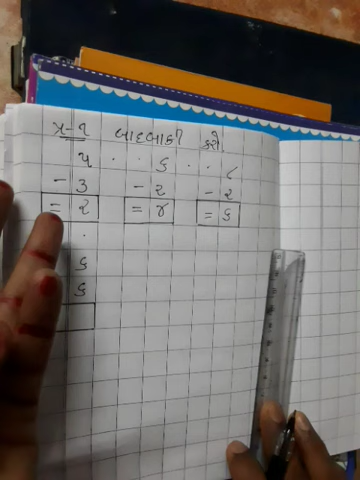 પ્ર-૨ બાદબાકી કરો.
૫ ૬ ૮
- ૩ - ૨ - ૨
= ૨ = ૪ = ૬
૬
૬